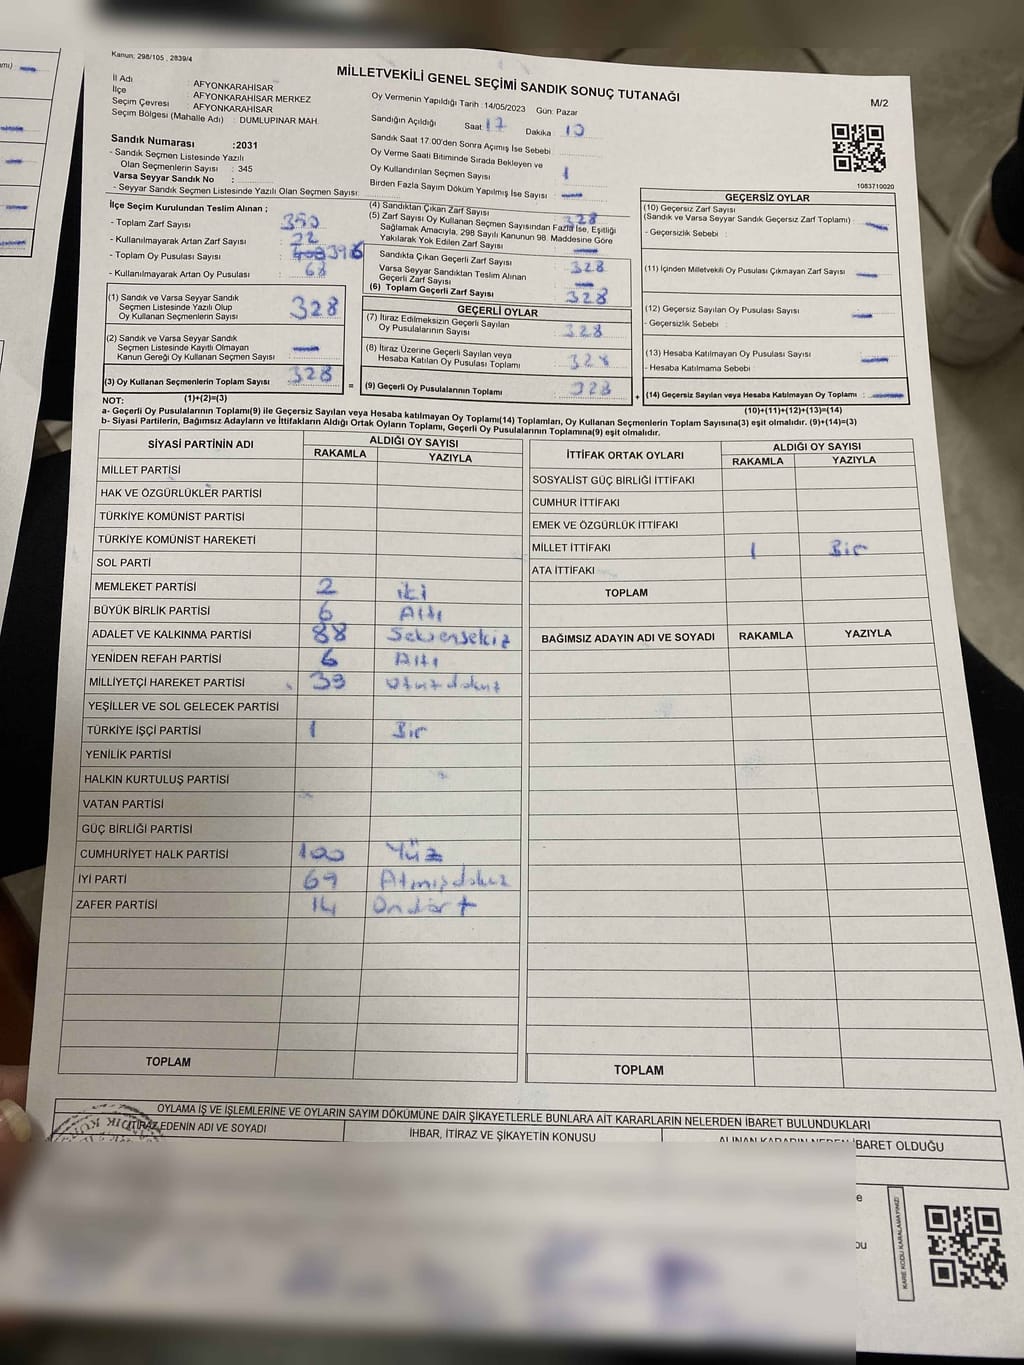 Kanun: 298/105 , 2839/4
MİLLETVEKİLİ GENEL SEÇİMİ SANDIK SONUÇ TUTANAĞI
M/2
İl Adı : AFYONKARAHİSAR
İlçe : AFYONKARAHİSAR MERKEZ
Seçim Çevresi : AFYONKARAHİSAR
Seçim Bölgesi (Mahalle Adı) : DUMLUPINAR MAH.
Sandık Numarası :2031
- Sandık Seçmen Listesinde Yazılı
Olan Seçmenlerin Sayısı : 345
Varsa Seyyar Sandık No :
- Seyyar Sandık Seçmen Listesinde Yazılı Olan Seçmen Sayısı:
Oy Vermenin Yapıldığı Tarih :14/05/2023 Gün: Pazar
Sandığın Açıldığı Saat 17 Dakika 10
Sandık Saat 17.00'den Sonra Açımış İse Sebebi
Oy Verme Saati Bitiminde Sırada Bekleyen ve
Oy Kullandırılan Seçmen Sayısı 1
Birden Fazla Sayım Döküm Yapılmış İse Sayısı —
1083710020
İlçe Seçim Kurulundan Teslim Alınan ;
- Toplam Zarf Sayısı : 350
- Kullanılmayarak Artan Zarf Sayısı : 22
- Toplam Oy Pusulası Sayısı : 396
- Kullanılmayarak Artan Oy Pusulası : 68
(1) Sandık ve Varsa Seyyar Sandık
Seçmen Listesinde Yazılı Olup
Oy Kullanan Seçmenlerin Sayısı 328
(2) Sandık ve Varsa Seyyar Sandık
Seçmen Listesinde Kayıtlı Olmayan
Kanun Gereği Oy Kullanan Seçmen Sayısı —
(3) Oy Kullanan Seçmenlerin Toplam Sayısı 328 =
(4) Sandıktan Çıkan Zarf Sayısı 328
(5) Zarf Sayısı Oy Kullanan Seçmen Sayısından Fazla İse, Eşitliği
Sağlamak Amacıyla, 298 Sayılı Kanunun 98. Maddesine Göre
Yakılarak Yok Edilen Zarf Sayısı —
Sandıkta Çıkan Geçerli Zarf Sayısı 328
Varsa Seyyar Sandıktan Teslim Alınan
Geçerli Zarf Sayısı —
(6) Toplam Geçerli Zarf Sayısı 328
GEÇERLİ OYLAR
(7) İtiraz Edilmeksizin Geçerli Sayılan
Oy Pusulalarının Sayısı 328
(8) İtiraz Üzerine Geçerli Sayılan veya
Hesaba Katılan Oy Pusulası Toplamı 328
(9) Geçerli Oy Pusulalarının Toplamı 328 +
GEÇERSİZ OYLAR
(10) Geçersiz Zarf Sayısı
(Sandık ve Varsa Seyyar Sandık Geçersiz Zarf Toplamı) —
- Geçersizlik Sebebi :
(11) İçinden Milletvekili Oy Pusulası Çıkmayan Zarf Sayısı —
(12) Geçersiz Sayılan Oy Pusulası Sayısı —
- Geçersizlik Sebebi
(13) Hesaba Katılmayan Oy Pusulası Sayısı —
- Hesaba Katılmama Sebebi
(14) Geçersiz Sayılan veya Hesaba Katılmayan Oy Toplamı —
NOT: (1)+(2)=(3) (10)+(11)+(12)+(13)=(14)
a- Geçerli Oy Pusulalarının Toplamı(9) ile Geçersiz Sayılan veya Hesaba katılmayan Oy Toplamı(14) Toplamları, Oy Kullanan Seçmenlerin Toplam Sayısına(3) eşit olmalıdır. (9)+(14)=(3)
b- Siyasi Partilerin, Bağımsız Adayların ve İttifakların Aldığı Ortak Oyların Toplamı, Geçerli Oy Pusulalarının Toplamına(9) eşit olmalıdır.
SİYASİ PARTİNİN ADI ALDIĞI OY SAYISI
RAKAMLA YAZIYLA
MİLLET PARTİSİ
HAK VE ÖZGÜRLÜKLER PARTİSİ
TÜRKİYE KOMÜNİST PARTİSİ
TÜRKİYE KOMÜNİST HAREKETİ
SOL PARTİ
MEMLEKET PARTİSİ 2 iki
BÜYÜK BİRLİK PARTİSİ 6 Altı
ADALET VE KALKINMA PARTİSİ 88 Seksensekiz
YENİDEN REFAH PARTİSİ 6 Altı
MİLLİYETÇİ HAREKET PARTİSİ 39 otuzdokuz
YEŞİLLER VE SOL GELECEK PARTİSİ
TÜRKİYE İŞÇİ PARTİSİ 1 Bir
YENİLİK PARTİSİ
HALKIN KURTULUŞ PARTİSİ
VATAN PARTİSİ
GÜÇ BİRLİĞİ PARTİSİ
CUMHURİYET HALK PARTİSİ 100 Yüz
İYİ PARTİ 69 Atmışdokuz
ZAFER PARTİSİ 14 Ondört
TOPLAM
İTTİFAK ORTAK OYLARI ALDIĞI OY SAYISI
RAKAMLA YAZIYLA
SOSYALİST GÜÇ BİRLİĞİ İTTİFAKI
CUMHUR İTTİFAKI
EMEK VE ÖZGÜRLÜK İTTİFAKI
MİLLET İTTİFAKI 1 Bir
ATA İTTİFAKI
TOPLAM
BAĞIMSIZ ADAYIN ADI VE SOYADI RAKAMLA YAZIYLA
TOPLAM
OYLAMA İŞ VE İŞLEMLERİNE VE OYLARIN SAYIM DÖKÜMÜNE DAİR ŞİKAYETLERLE BUNLARA AİT KARARLARIN NELERDEN İBARET BULUNDUKLARI
İTİRAZ EDENİN ADI VE SOYADI İHBAR, İTİRAZ VE ŞİKAYETİN KONUSU ALINAN KARARIN NEDEN İBARET OLDUĞU
KARE KODU KARALAMAYINIZ!